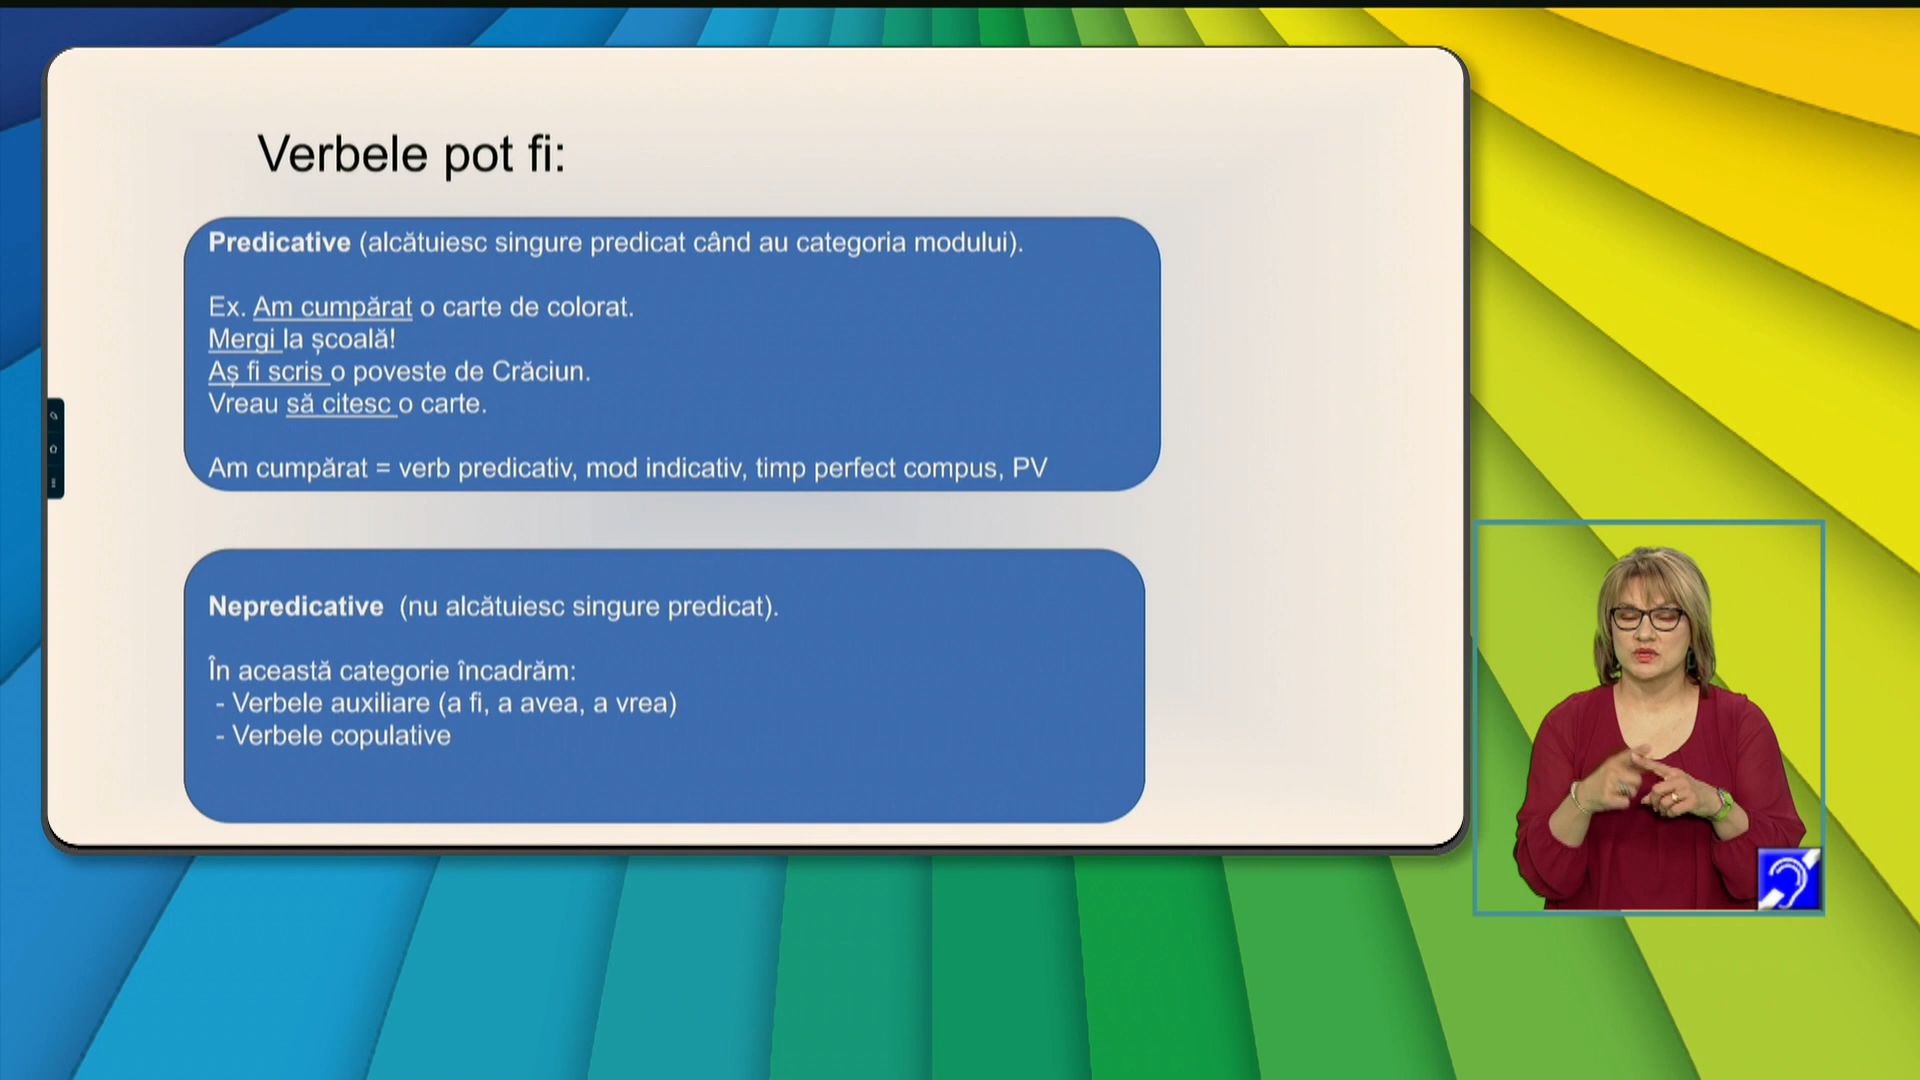 Verbele pot fi:
Predicative (alcătuiesc singure predicat când au categoria modului).
Ex. Am cumpărat o carte de colorat.
Mergi la școală!
Aș fi scris o poveste de Crăciun.
Vreau să citesc o carte.
Am cumpărat = verb predicativ, mod indicativ, timp perfect compus, PV
Nepredicative (nu alcătuiesc singure predicat).
În această categorie încadrăm:
- Verbele auxiliare (a fi, a avea, a vrea)
- Verbele copulative